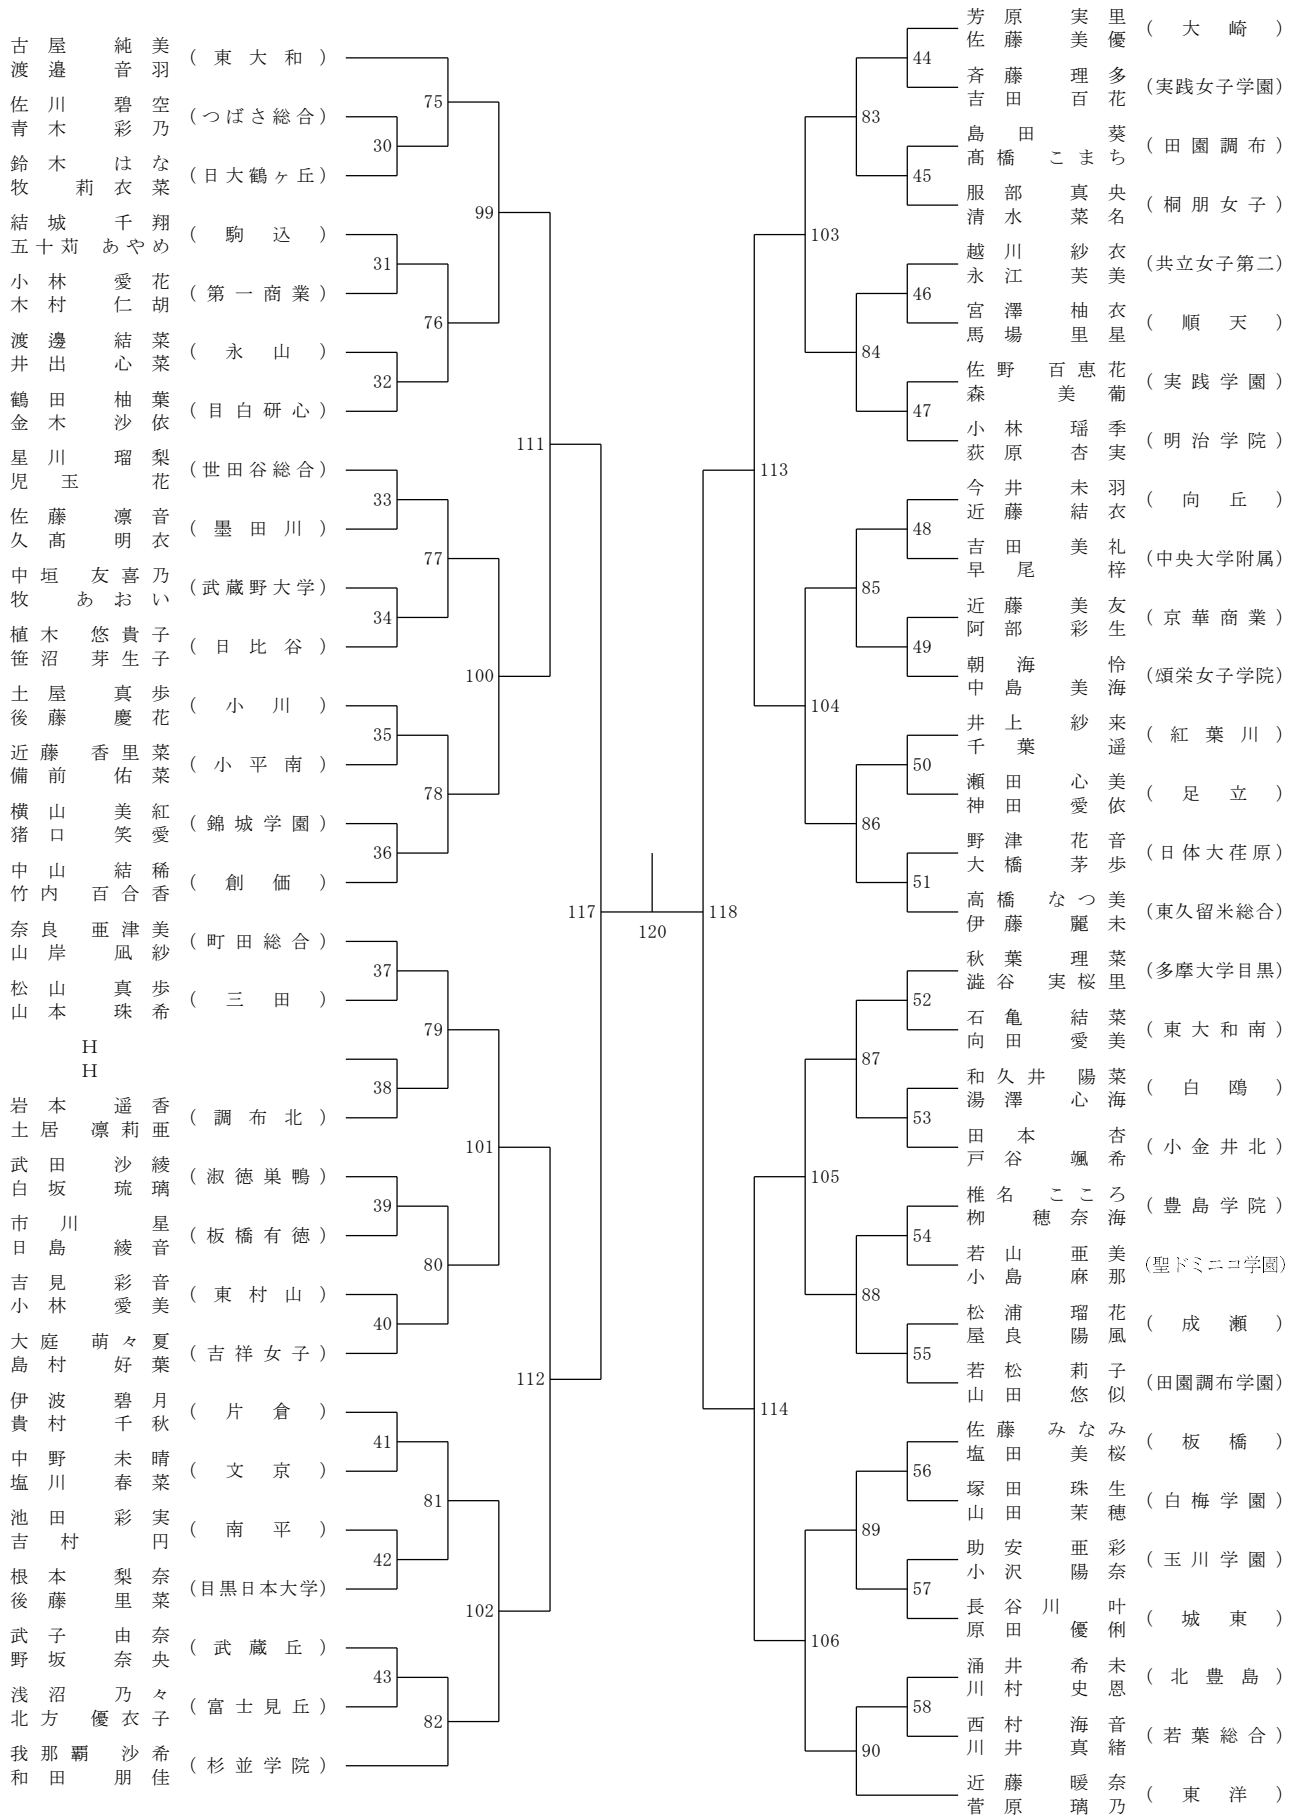 古屋 純美
渡邉 音羽
(東大和)
佐川 碧空
青木 彩乃
(つばさ総合)
鈴木 はな
牧 莉衣菜
(日大鶴ヶ丘)
結城 千翔
五十苅 あやめ
(駒込)
小林 愛花
木村 仁胡
(第一商業)
渡邊 結菜
井出 心菜
(永山)
鶴田 柚葉
金木 沙依
(目白研心)
星川 瑠梨
児玉 花
(世田谷総合)
佐藤 凛音
久髙 明衣
(墨田川)
中垣 友喜乃
牧 あおい
(武蔵野大学)
植木 悠貴子
笹沼 芽生子
(日比谷)
土屋 真歩
後藤 慶花
(小川)
近藤 香里菜
備前 佑菜
(小平南)
横山 美紅
猪口 笑愛
(錦城学園)
中山 結稀
竹内 百合香
(創価)
奈良 亜津美
山岸 凪紗
(町田総合)
松山 真歩
山本 珠希
(三田)
H
H
岩本 遥香
土居 凛莉亜
(調布北)
武田 沙綾
白坂 琉璃
(淑徳巣鴨)
市川 星
日島 綾音
(板橋有徳)
吉見 彩音
小林 愛美
(東村山)
大庭 萌々夏
島村 好葉
(吉祥女子)
伊波 碧月
貴村 千秋
(片倉)
中野 未晴
塩川 春菜
(文京)
池田 彩実
吉村 円
(南平)
根本 梨奈
後藤 里菜
(目黒日本大学)
武子 由奈
野坂 奈央
(武蔵丘)
浅沼 乃々
北方 優衣子
(富士見丘)
我那覇 沙希
和田 朋佳
(杉並学院)
30
31
32
33
34
35
36
37
38
39
40
41
42
43
75
76
77
78
79
80
81
82
99
100
101
102
111
112
117
120
118
113
114
103
104
105
106
83
84
85
86
87
88
89
90
44
45
46
47
48
49
50
51
52
53
54
55
56
57
58
芳原 実里
佐藤 美優
(大崎)
斉藤 理多
吉田 百花
(実践女子学園)
島田 葵
髙橋 こまち
(田園調布)
服部 真央
清水 菜名
(桐朋女子)
越川 紗衣
永江 芙美
(共立女子第二)
宮澤 柚衣
馬場 里星
(順天)
佐野 百恵花
森 美葡
(実践学園)
小林 瑶季
荻原 杏実
(明治学院)
今井 未羽
近藤 結衣
(向丘)
吉田 美礼
早尾 梓
(中央大学附属)
近藤 美友
阿部 彩生
(京華商業)
朝海 怜
中島 美海
(頌栄女子学院)
井上 紗来
千葉 遥
(紅葉川)
瀬田 心美
神田 愛依
(足立)
野津 花音
大橋 茅歩
(日体大荏原)
高橋 なつ美
伊藤 麗未
(東久留米総合)
秋葉 理菜
澁谷 実桜里
(多摩大学目黒)
石亀 結菜
向田 愛美
(東大和南)
和久井 陽菜
湯澤 心海
(白鴎)
田本 杏
戸谷 颯希
(小金井北)
椎名 こころ
栁 穂奈海
(豊島学院)
若山 亜美
小島 麻那
(聖ドミニコ学園)
松浦 瑠花
屋良 陽風
(成瀬)
若松 莉子
山田 悠似
(田園調布学園)
佐藤 みなみ
塩田 美桜
(板橋)
塚田 珠生
山田 茉穂
(白梅学園)
助安 亜彩
小沢 陽奈
(玉川学園)
長谷川 叶
原田 優俐
(城東)
涌井 希未
川村 史恩
(北豊島)
西村 海音
川井 真緒
(若葉総合)
近藤 暖奈
菅原 璃乃
(東洋)